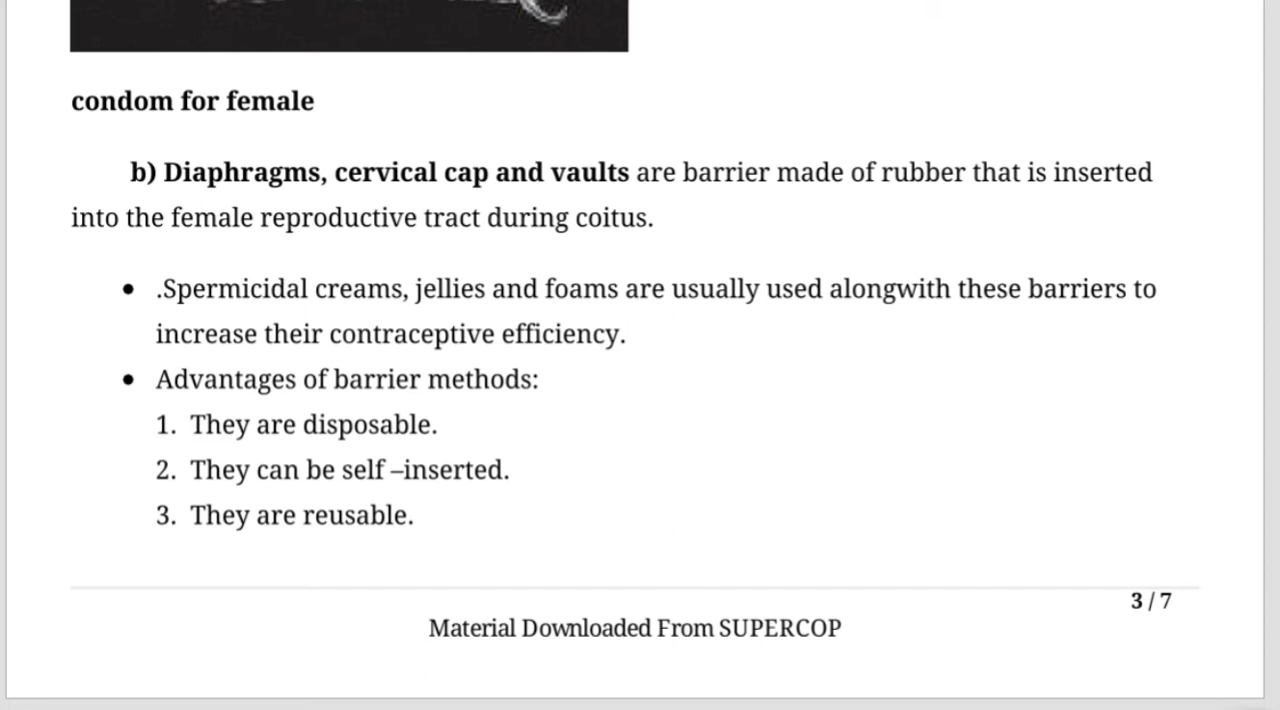 condom for female
b) Diaphragms, cervical cap and vaults are barrier made of rubber that is inserted
into the female reproductive tract during coitus.
• .Spermicidal creams, jellies and foams are usually used alongwith these barriers to
increase their contraceptive efficiency.
• Advantages of barrier methods:
1. They are disposable.
2. They can be self –inserted.
3. They are reusable.
3 / 7
Material Downloaded From SUPERCOP